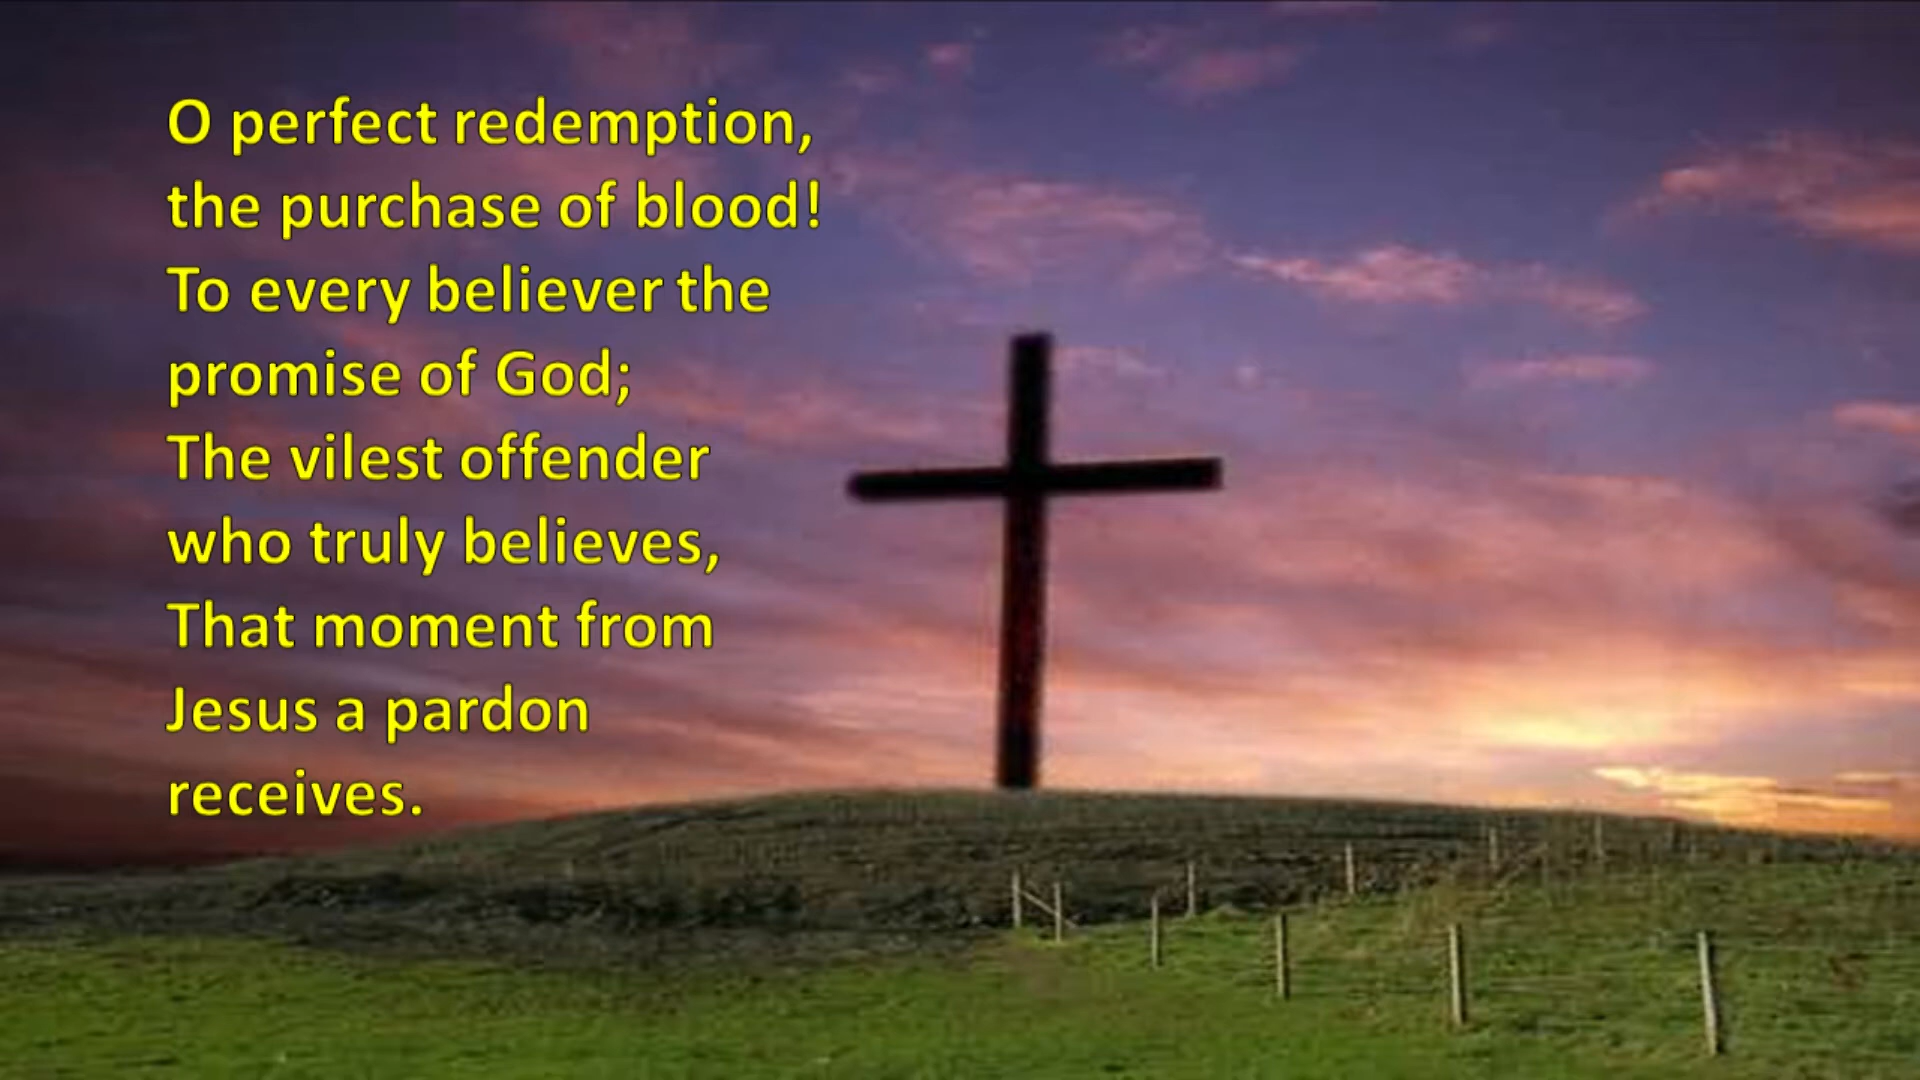 O perfect redemption,
the purchase of blood!
To every believer the
promise of God;
The vilest offender
who truly believes,
That moment from
Jesus a pardon
receives.